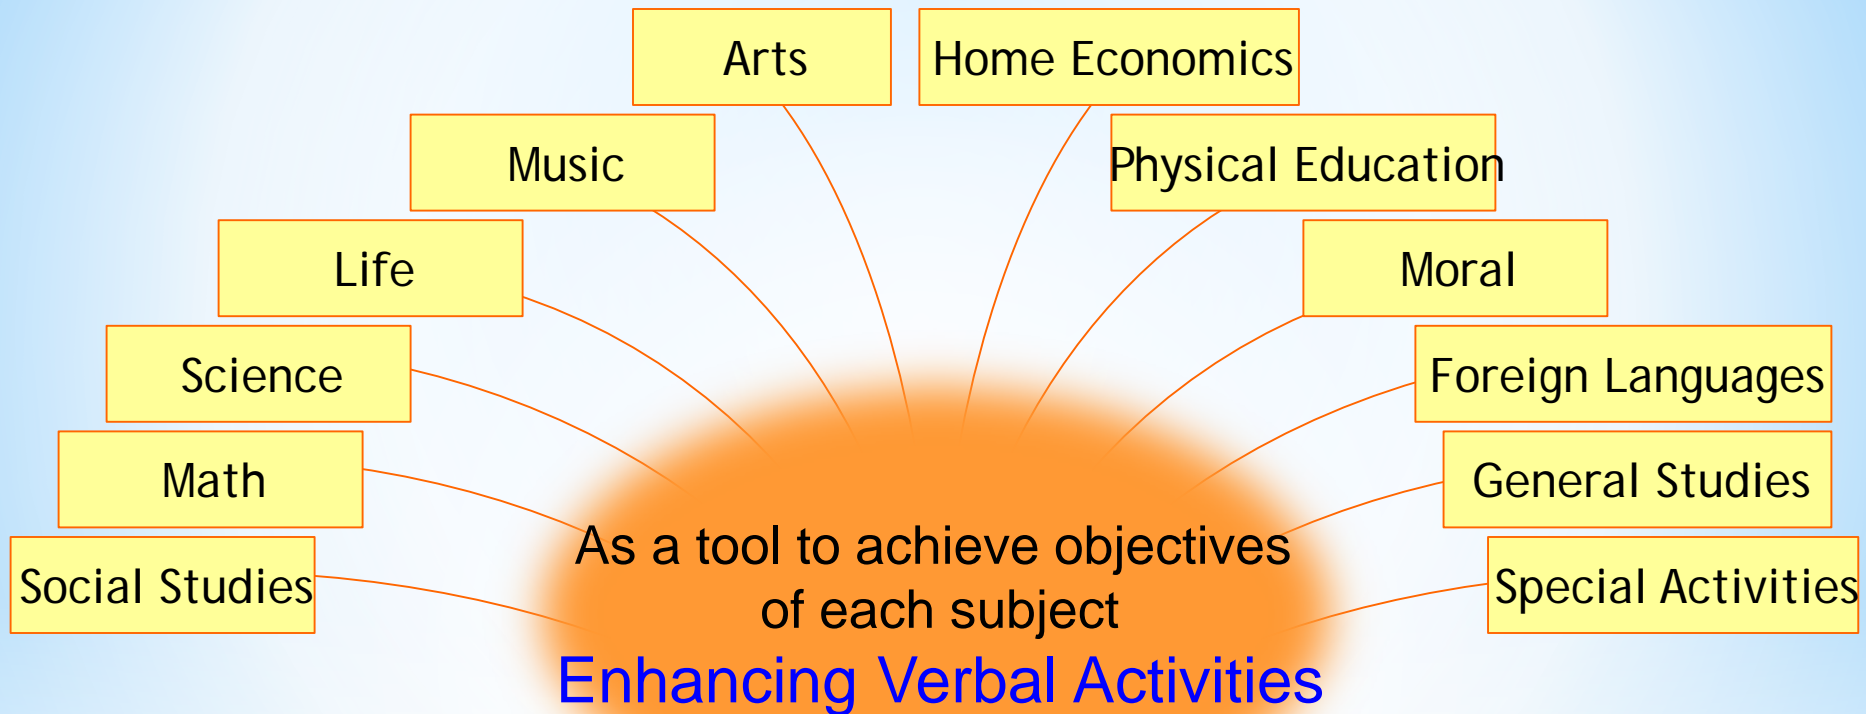 Arts
Home Economics
Music
Physical Education
Life
Moral
Science
Foreign Languages
Math
General Studies
Social Studies
Special Activities
As a tool to achieve objectives
of each subject
Enhancing Verbal Activities